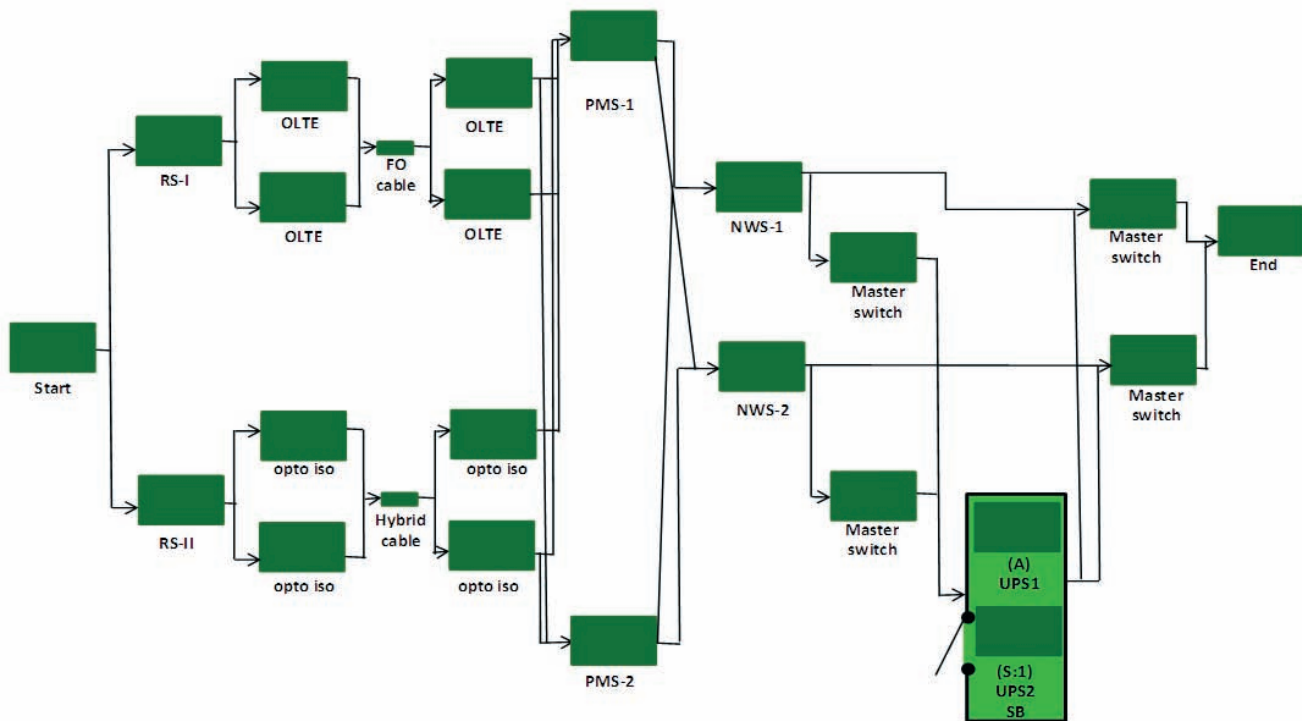 Start
RS-I
OLTE
OLTE
FO
cable
OLTE
OLTE
RS-II
opto iso
opto iso
Hybrid
cable
opto iso
opto iso
PMS-1
PMS-2
NWS-1
Master
switch
NWS-2
Master
switch
(A)
UPS1
(S:1)
UPS2
SB
Master
switch
Master
switch
End